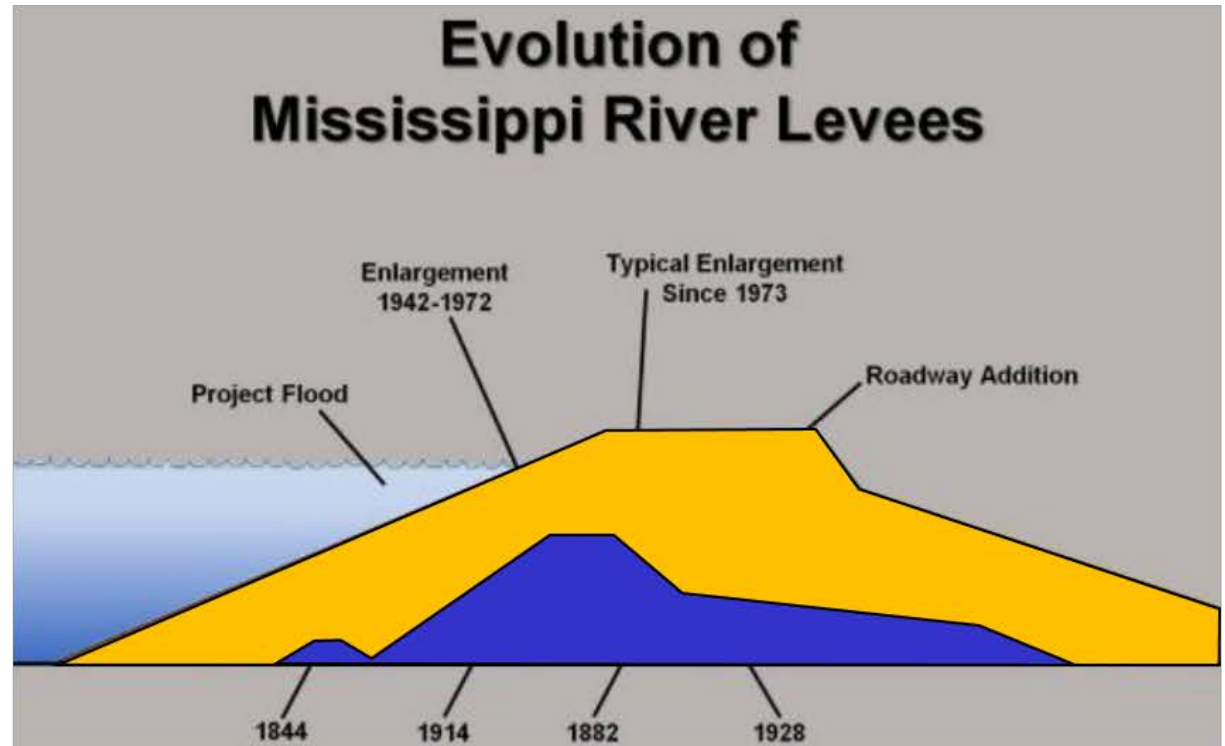 Evolution of
Mississippi River Levees
Enlargement
1942-1972
Typical Enlargement
Since 1973
Project Flood
Roadway Addition
1844
1914
1882
1928